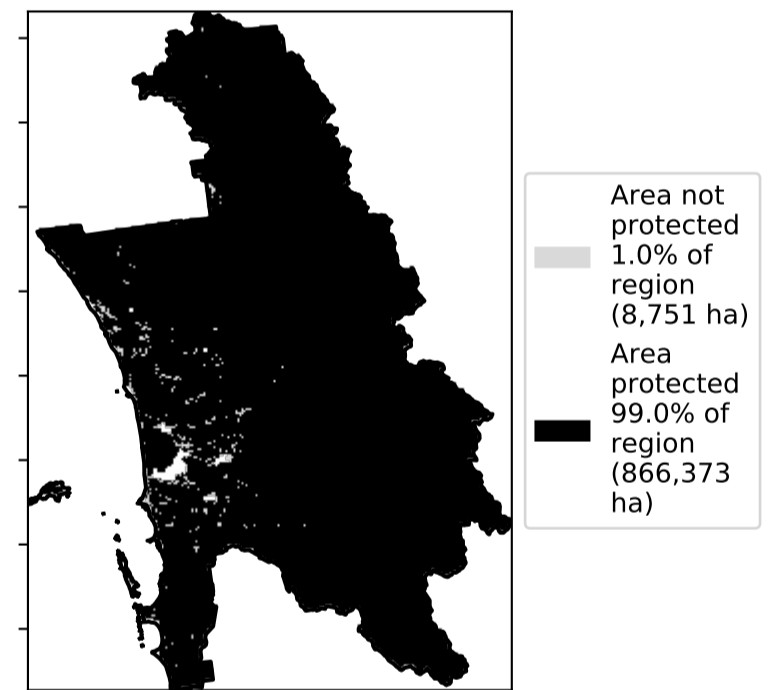 Area not
protected
1.0% of
region
(8,751 ha)
Area
protected
99.0% of
region
(866,373
ha)